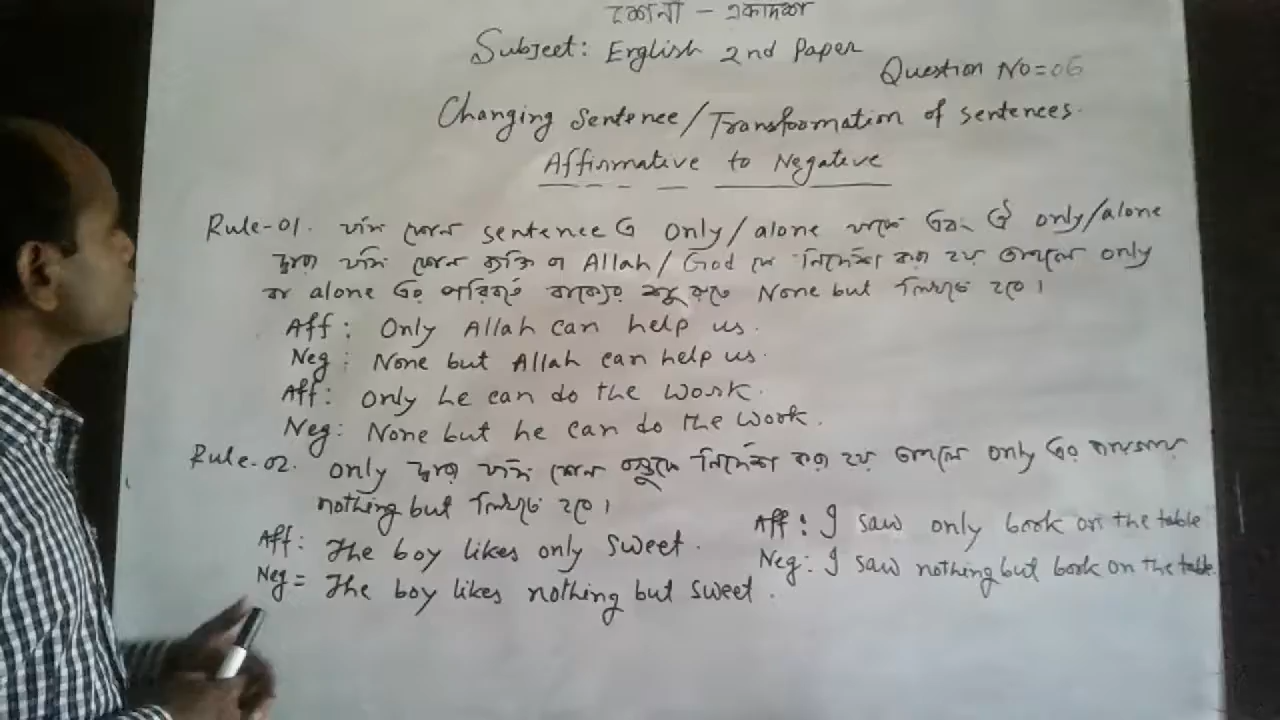 শ্রেণী - একাদশ
Subject: English 2nd Paper
Question No=06
Changing Sentence/Transformation of sentences.
Affirmative to Negative
Rule-01. যদি কোন sentence এ only/alone থাকে এবং ঐ only/alone
দ্বারা যদি কোন ব্যক্তি বা Allah/God কে নির্দেশ করা হয় তাহলে only
বা alone এর পরিবর্তে বাক্যের শুরুতে None but লিখতে হবে।
Aff: Only Allah can help us.
Neg: None but Allah can help us.
Aff: only he can do the work.
Neg: None but he can do the work.
Rule-02. only দ্বারা যদি কোন বস্তুকে নির্দেশ করা হয় তাহলে only এর জায়গায়
nothing but লিখতে হবে।
Aff: The boy likes only sweet.
Neg= The boy likes nothing but sweet.
Aff: I saw only book on the table
Neg: I saw nothing but book on the table.